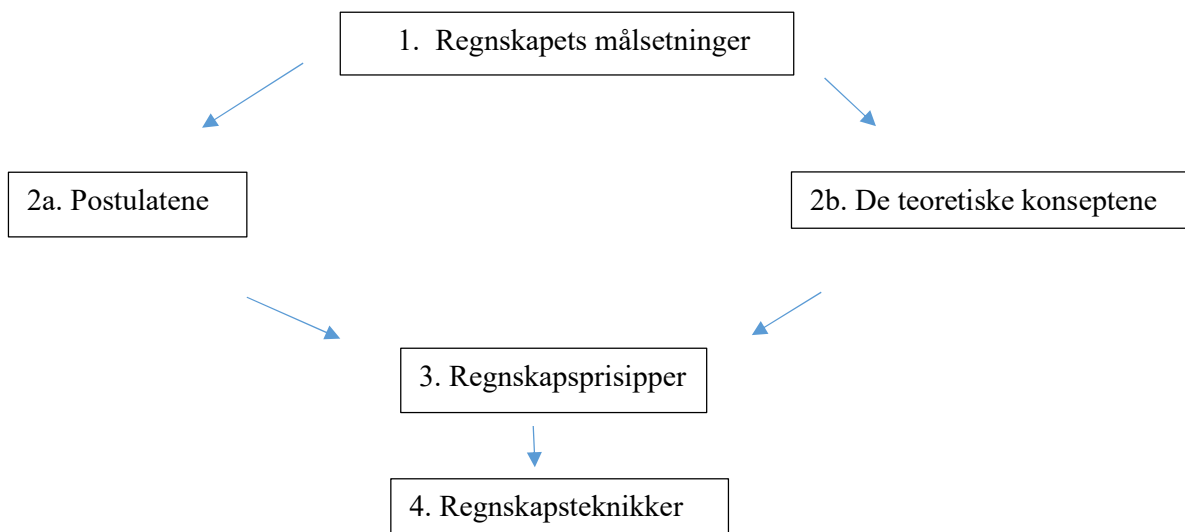 1. Regnskapets målsetninger
2a. Postulatene
2b. De teoretiske konseptene
3. Regnskapsprisipper
4. Regnskapsteknikker